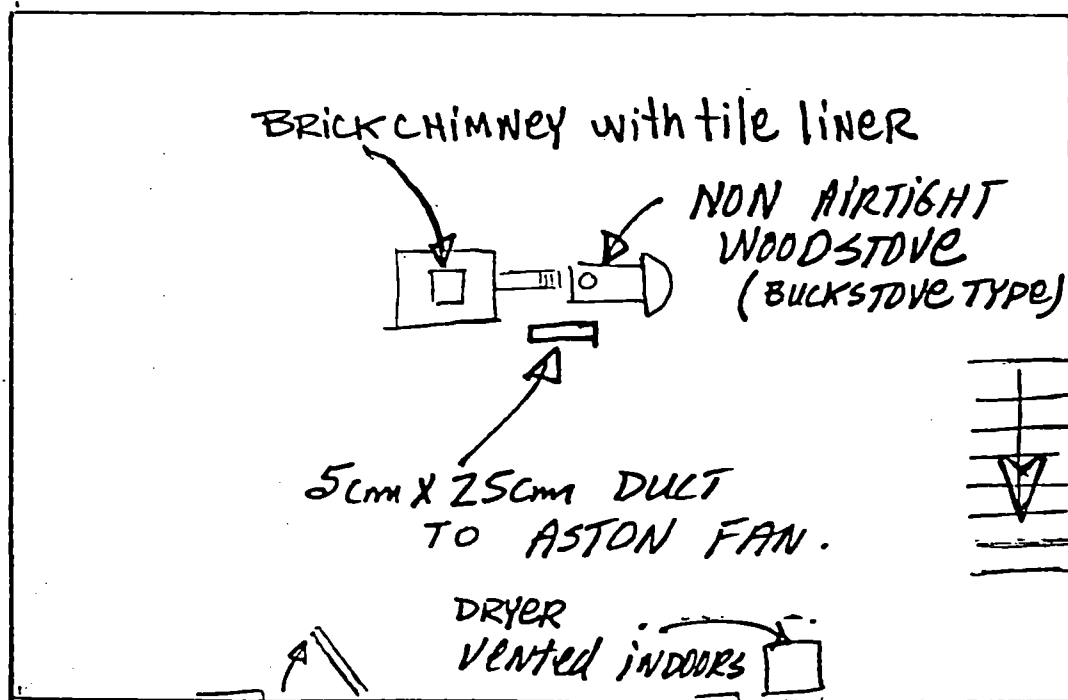 BRICK CHIMNEY with tile liNER
NON AIRTIGHT
WOODSTOVE
(BUCKSTOVE TYPE)
5cm X 25cm DUCT
TO ASTON FAN.
DRYER
VENTED INDOORS